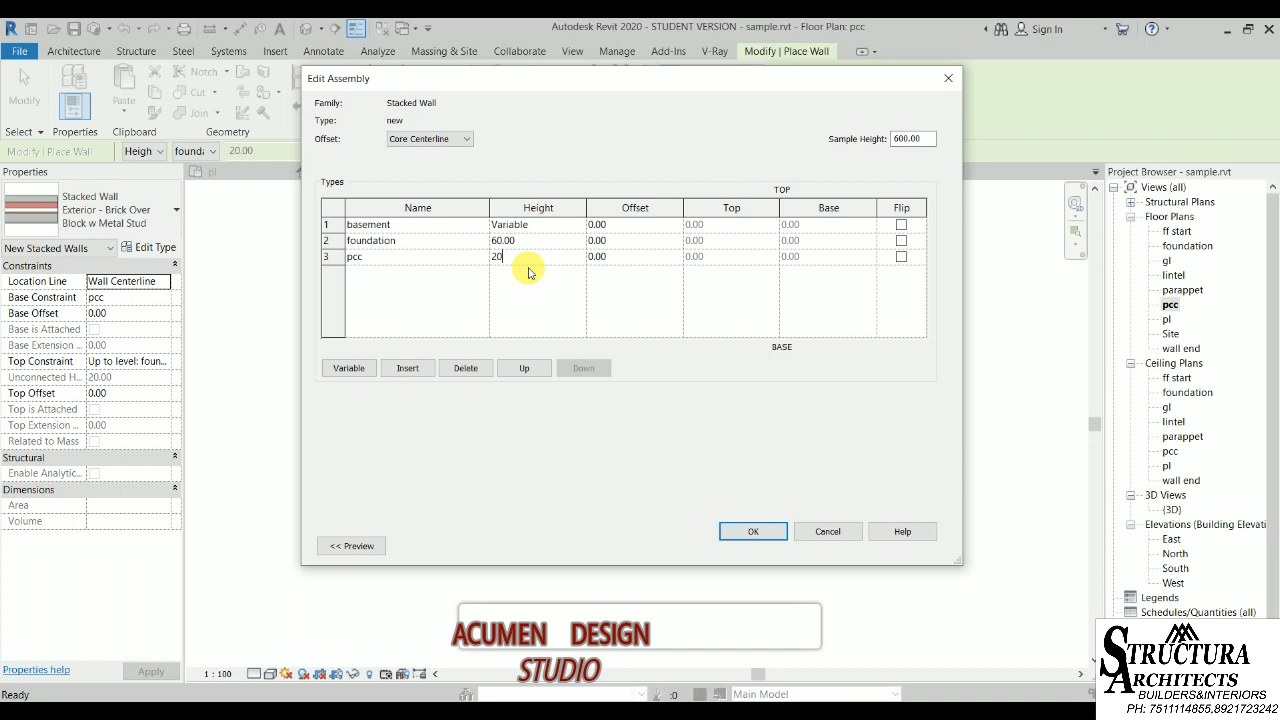 Autodesk Revit 2020 - STUDENT VERSION - sample.rvt - Floor Plan: pcc
Sign In
File Architecture Structure Steel Systems Insert Annotate Analyze Massing & Site Collaborate View Manage Add-Ins V-Ray Modify | Place Wall
Modify
Paste
Notch
Cut
Join
Select Properties Clipboard Geometry
Modify | Place Wall Heigh founda 20.00
pl
Properties
Stacked Wall
Exterior - Brick Over
Block w Metal Stud
New Stacked Walls Edit Type
Constraints
Location Line Wall Centerline
Base Constraint pcc
Base Offset 0.00
Base is Attached
Base Extension ... 0.00
Top Constraint Up to level: foun...
Unconnected H... 20.00
Top Offset 0.00
Top is Attached
Top Extension ... 0.00
Related to Mass
Structural
Enable Analytic...
Dimensions
Area
Volume
Properties help Apply
Ready
Edit Assembly
Family: Stacked Wall
Type: new
Offset: Core Centerline
Sample Height: 600.00
Types
TOP
Name Height Offset Top Base Flip
1 basement Variable 0.00 0.00 0.00
2 foundation 60.00 0.00 0.00 0.00
3 pcc 20 0.00 0.00 0.00
BASE
Variable Insert Delete Up Down
OK Cancel Help
<< Preview
1 : 100
:0
Main Model
Project Browser - sample.rvt
Views (all)
Structural Plans
Floor Plans
ff start
foundation
gl
lintel
parappet
pcc
pl
Site
wall end
Ceiling Plans
ff start
foundation
gl
lintel
parappet
pcc
pl
wall end
3D Views
{3D}
Elevations (Building Elevati
East
North
South
West
Legends
Schedules/Quantities (all)
ACUMEN DESIGN
STUDIO
STRUCTURA
ARCHITECTS
BUILDERS&INTERIORS
PH: 7511114855,8921723242